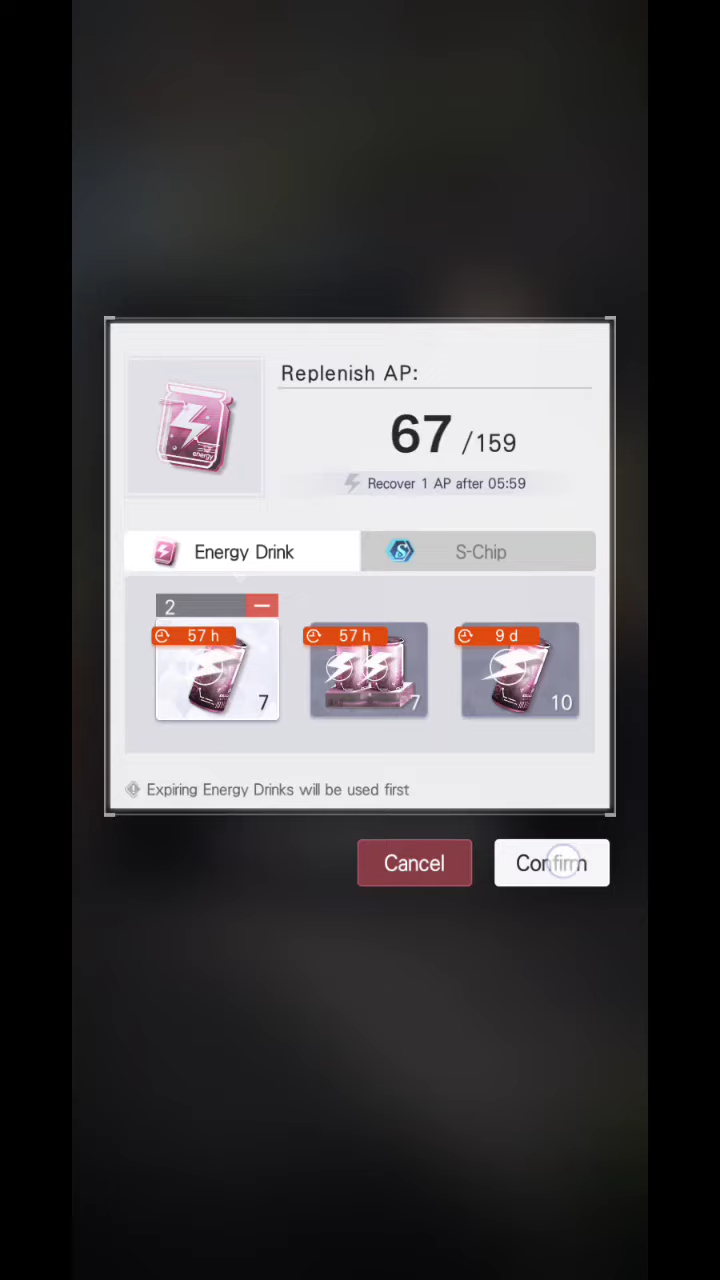 Replenish AP:
67 /159
Recover 1 AP after 05:59
energy
Energy Drink
S-Chip
2
57 h
57 h
9 d
7
7
10
Expiring Energy Drinks will be used first
Cancel
Confirm